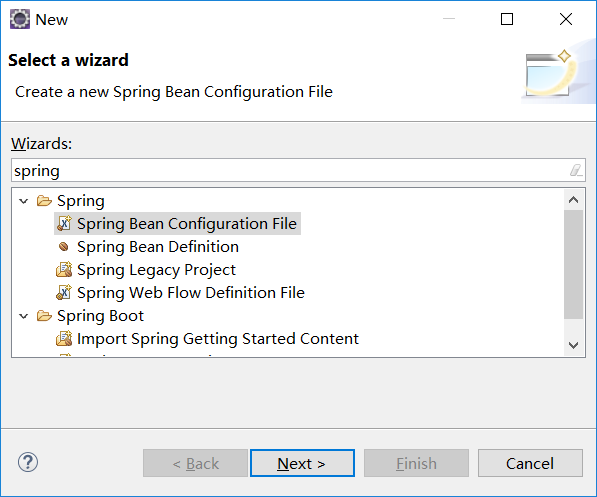 New
Select a wizard
Create a new Spring Bean Configuration File
Wizards:
spring
Spring
Spring Bean Configuration File
Spring Bean Definition
Spring Legacy Project
Spring Web Flow Definition File
Spring Boot
Import Spring Getting Started Content
< Back
Next >
Finish
Cancel